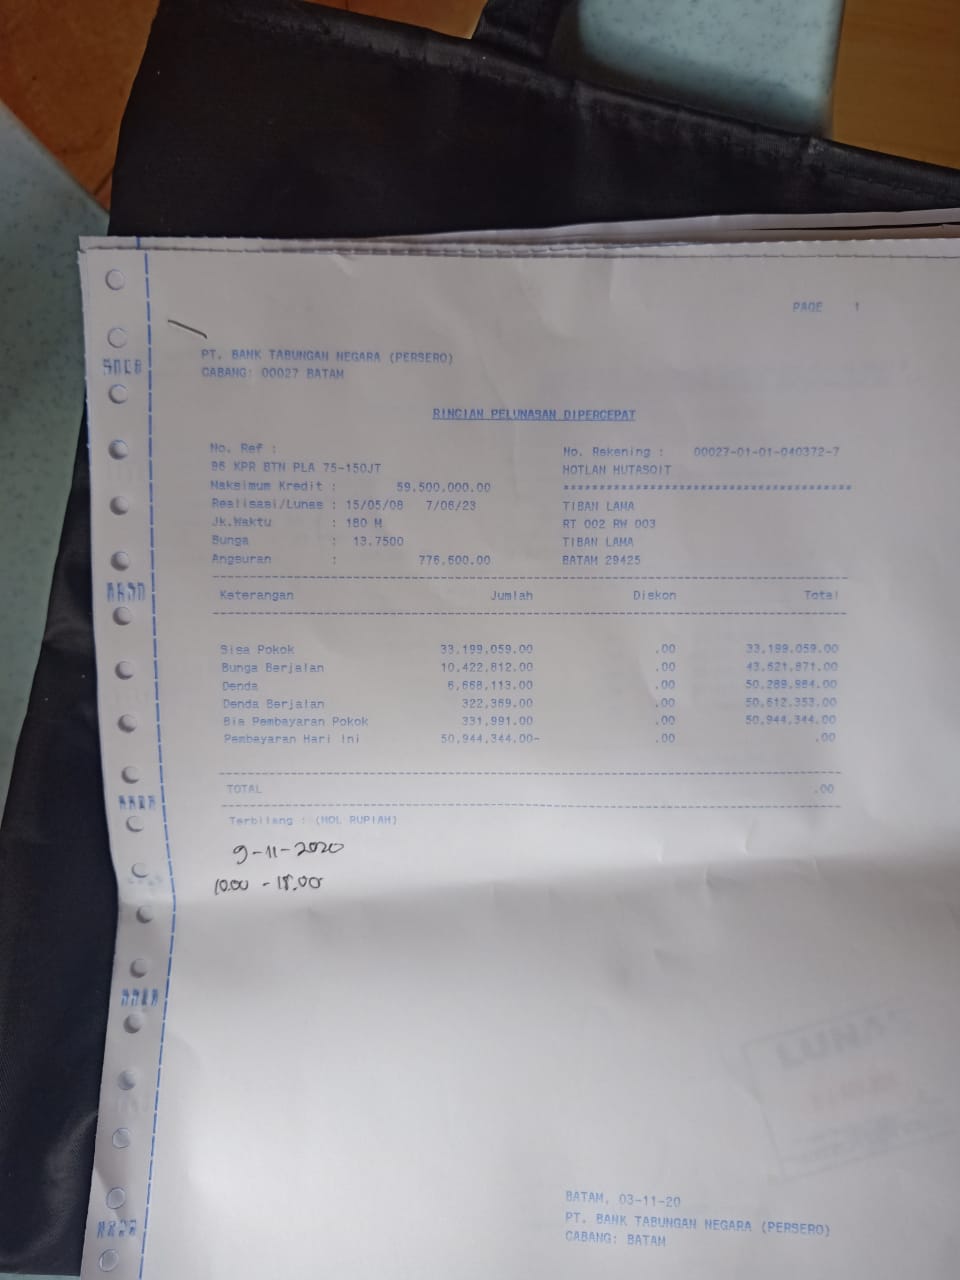 PAGE 1
PT. BANK TABUNGAN NEGARA (PERSERO)
CABANG: 00027 BATAM
RINCIAN PELUNASAN DIPERCEPAT
No. Ref : No. Rekening : 00027-01-01-040372-7
86 KPR BTN PLA 75-150JT HOTLAN HUTASOIT
Maksimum Kredit : 59,500,000.00 ****************************************
Realisasi/Lunas : 15/05/08 7/06/23 TIBAN LAMA
Jk.Waktu : 180 M RT 002 RW 003
Bunga : 13.7500 TIBAN LAMA
Angsuran : 776,600.00 BATAM 29425
Keterangan Jumlah Diskon Total
Sisa Pokok 33,199,059.00 .00 33,199,059.00
Bunga Berjalan 10,422,812.00 .00 43,621,871.00
Denda 6,668,113.00 .00 50,289,984.00
Denda Berjalan 322,369.00 .00 50,612,353.00
Bia Pembayaran Pokok 331,991.00 .00 50,944,344.00
Pembayaran Hari Ini 50,944,344.00- .00 .00
TOTAL .00
Terbilang : (NOL RUPIAH)
9-11-2020
10.00 - 15.00
BATAM, 03-11-20
PT. BANK TABUNGAN NEGARA (PERSERO)
CABANG: BATAM